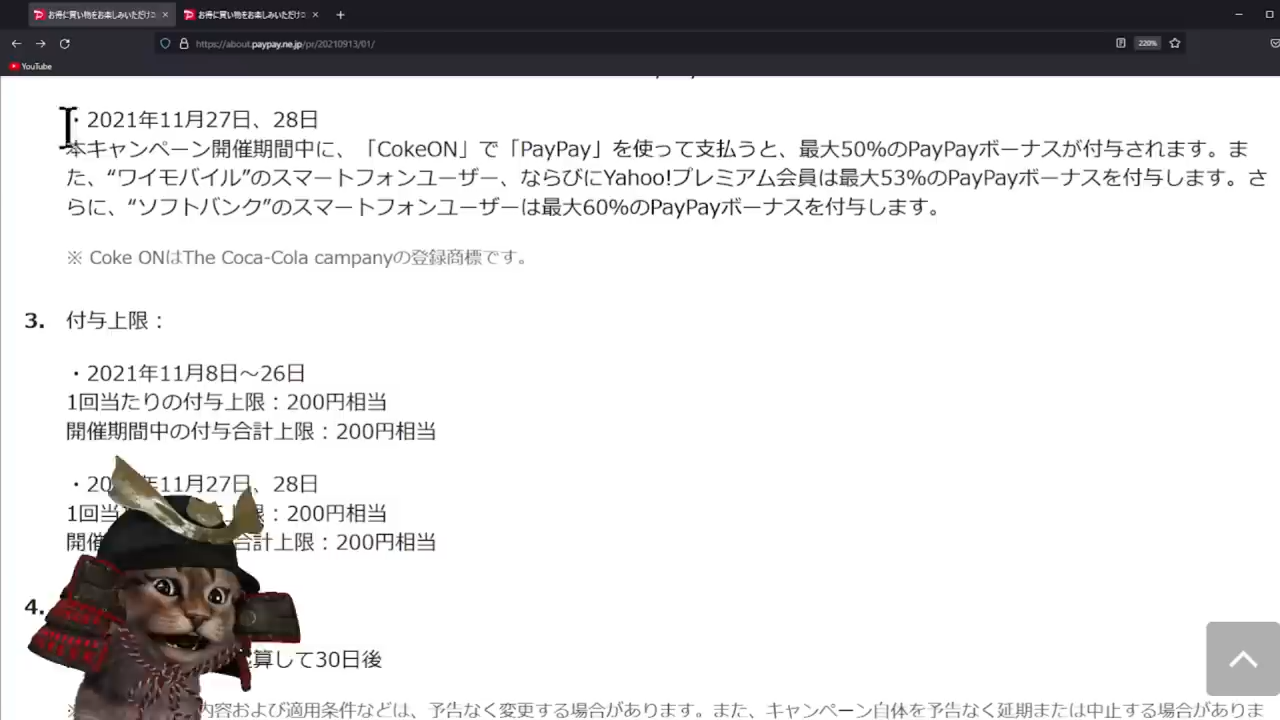 お得に買い物をお楽しみいただけ
お得に買い物をお楽しみいただけ
https://about.paypay.ne.jp/pr/20210913/01/
220%
YouTube
・2021年11月27日、28日
本キャンペーン開催期間中に、「CokeON」で「PayPay」を使って支払うと、最大50%のPayPayボーナスが付与されます。ま
た、“ワイモバイル”のスマートフォンユーザー、ならびにYahoo!プレミアム会員は最大53%のPayPayボーナスを付与します。さ
らに、“ソフトバンク”のスマートフォンユーザーは最大60%のPayPayボーナスを付与します。
※ Coke ONはThe Coca-Cola campanyの登録商標です。
3. 付与上限：
・2021年11月8日～26日
1回当たりの付与上限：200円相当
開催期間中の付与合計上限：200円相当
・20 年11月27日、28日
1回当 限：200円相当
開催 合計上限：200円相当
4.
算して30日後
※ 内容および適用条件などは、予告なく変更する場合があります。また、キャンペーン自体を予告なく延期または中止する場合がありま